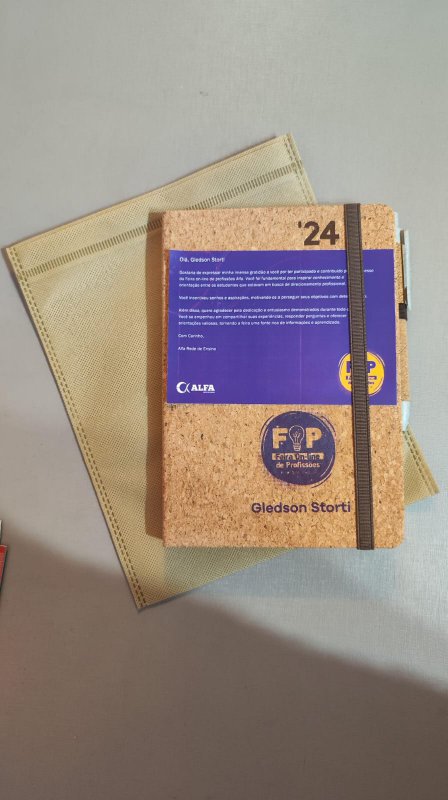 '24
Olá, Gledson Storti
Gostaria de expressar minha imensa gratidão a você por ter participado e contribuído p
esso
da Feira on-line de profissões Alfa. Você foi fundamental para inspirar conhecimento e
orientação entre os estudantes que estavam em busca de direcionamento profissional.
Você incentivou sonhos e aspirações, motivando-os a perseguir seus objetivos com dete
Além disso, quero agradecer pela dedicação e entusiasmo demonstrados durante todo
Você se empenhou em compartilhar suas experiências, responder perguntas e oferecer
orientações valiosas, tornando a feira uma fonte rica de informações e aprendizado.
Com Carinho,
Alfa Rede de Ensino
ALFA
FOP
Feira On-line
de Profissões
Gledson Storti